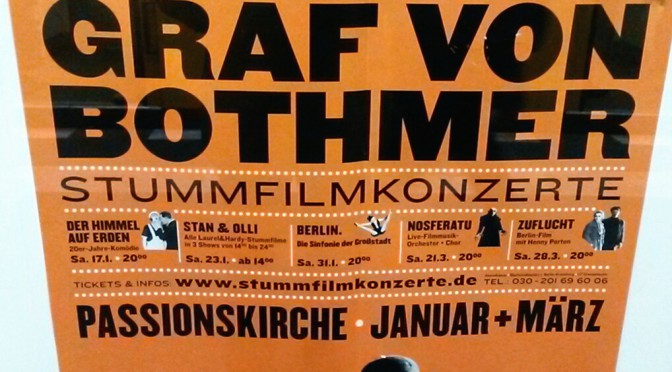 GRAF VON
BOTHMER
STUMMFILMKONZERTE
DER HIMMEL
AUF ERDEN
20er-Jahre-Komödie
Sa. 17.1. • 20⁰⁰
STAN & OLLI
Alle Laurel&Hardy-Stummfilme
in 3 Shows von 14⁰⁰ bis 24⁰⁰
Sa. 23.1. • ab 14⁰⁰
BERLIN.
Die Sinfonie der Großstadt
Sa. 31.1. • 20⁰⁰
NOSFERATU
Live-Filmmusik-
Orchester + Chor
Sa. 21.3. • 20⁰⁰
ZUFLUCHT
Berlin-Film
mit Henny Porten
Sa. 28.3. • 20⁰⁰
TICKETS & INFOS: www.stummfilmkonzerte.de TEL.: 030-201 69 60 06
PASSIONSKIRCHE • JANUAR+MÄRZ